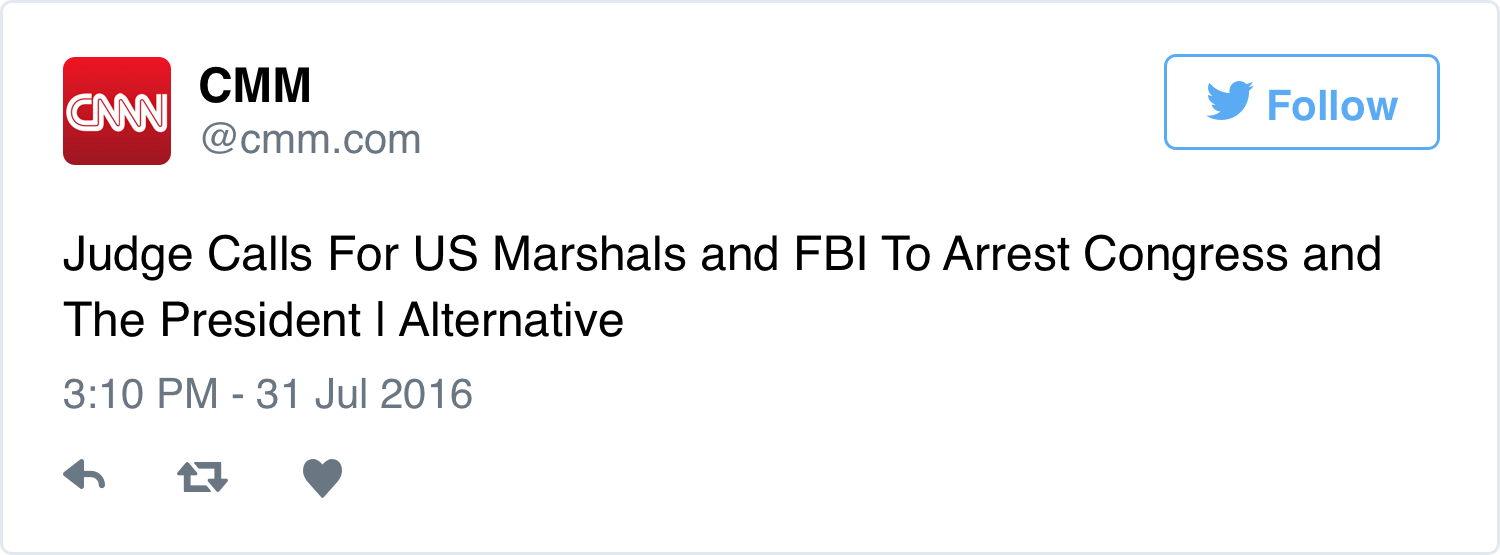 CNNN
CMM
@cmm.com
Follow
Judge Calls For US Marshals and FBI To Arrest Congress and
The President | Alternative
3:10 PM - 31 Jul 2016